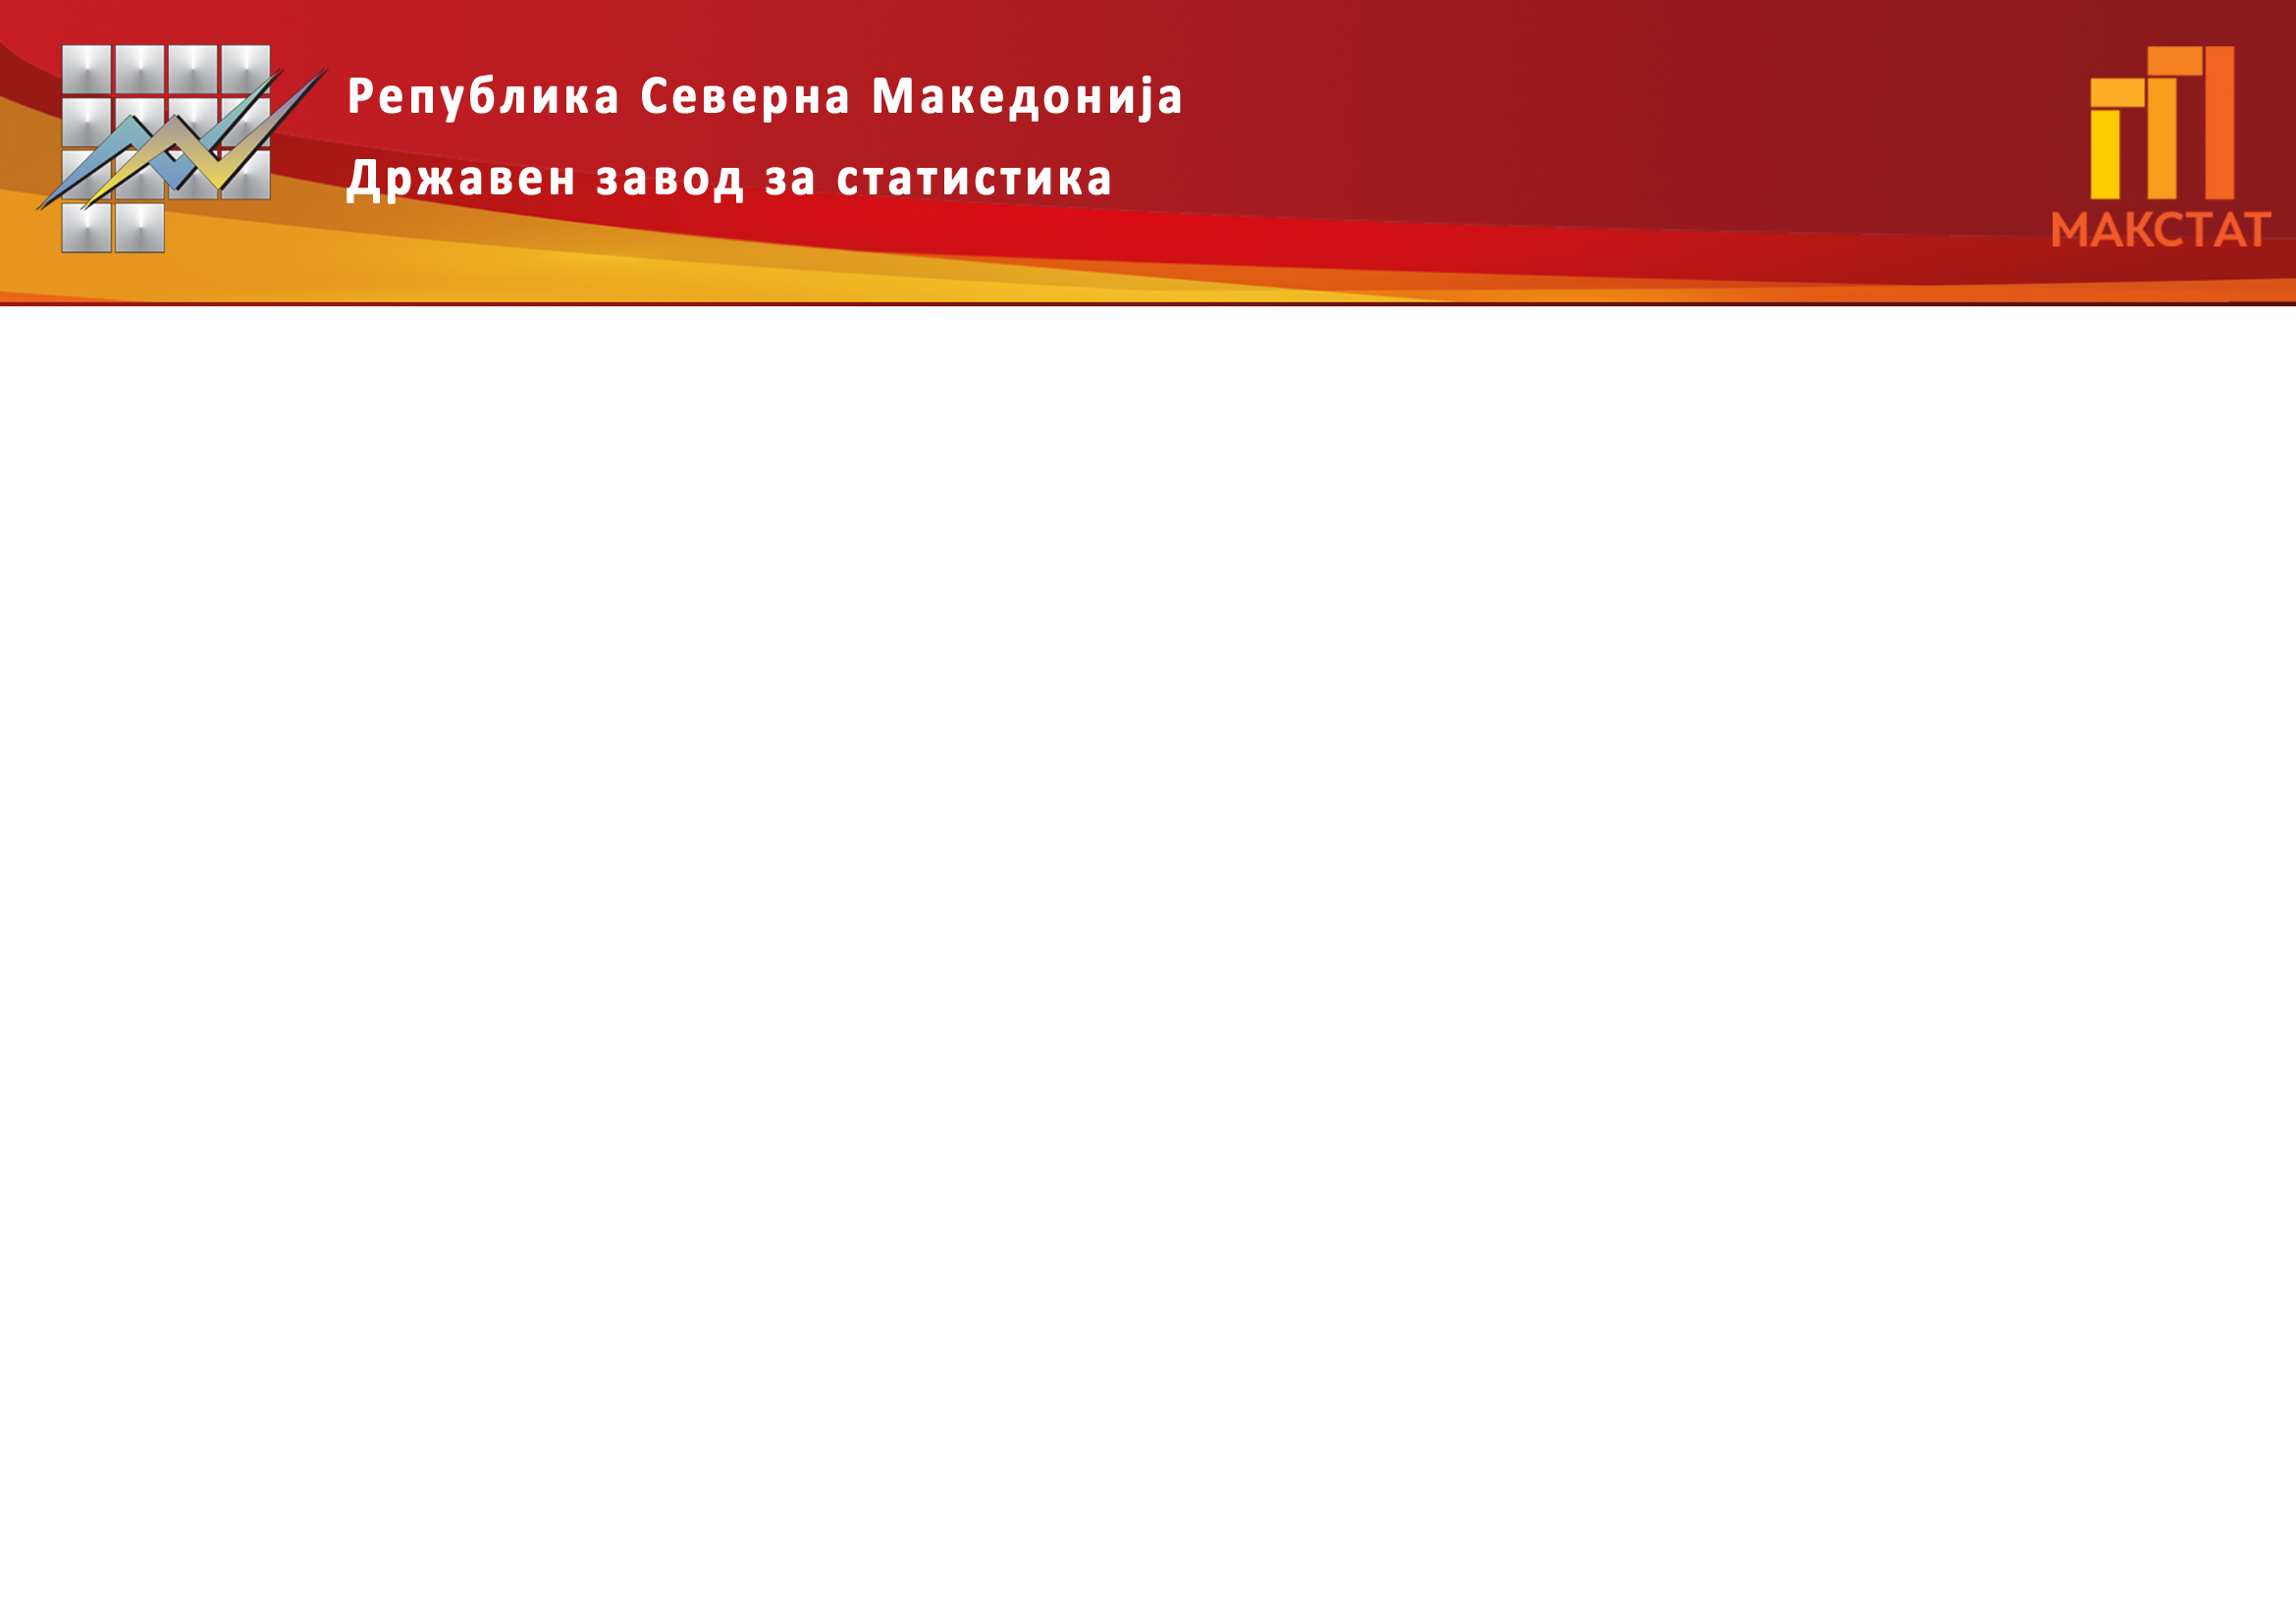 Република Северна Македонија
Државен завод за статистика
МАКСТАТ